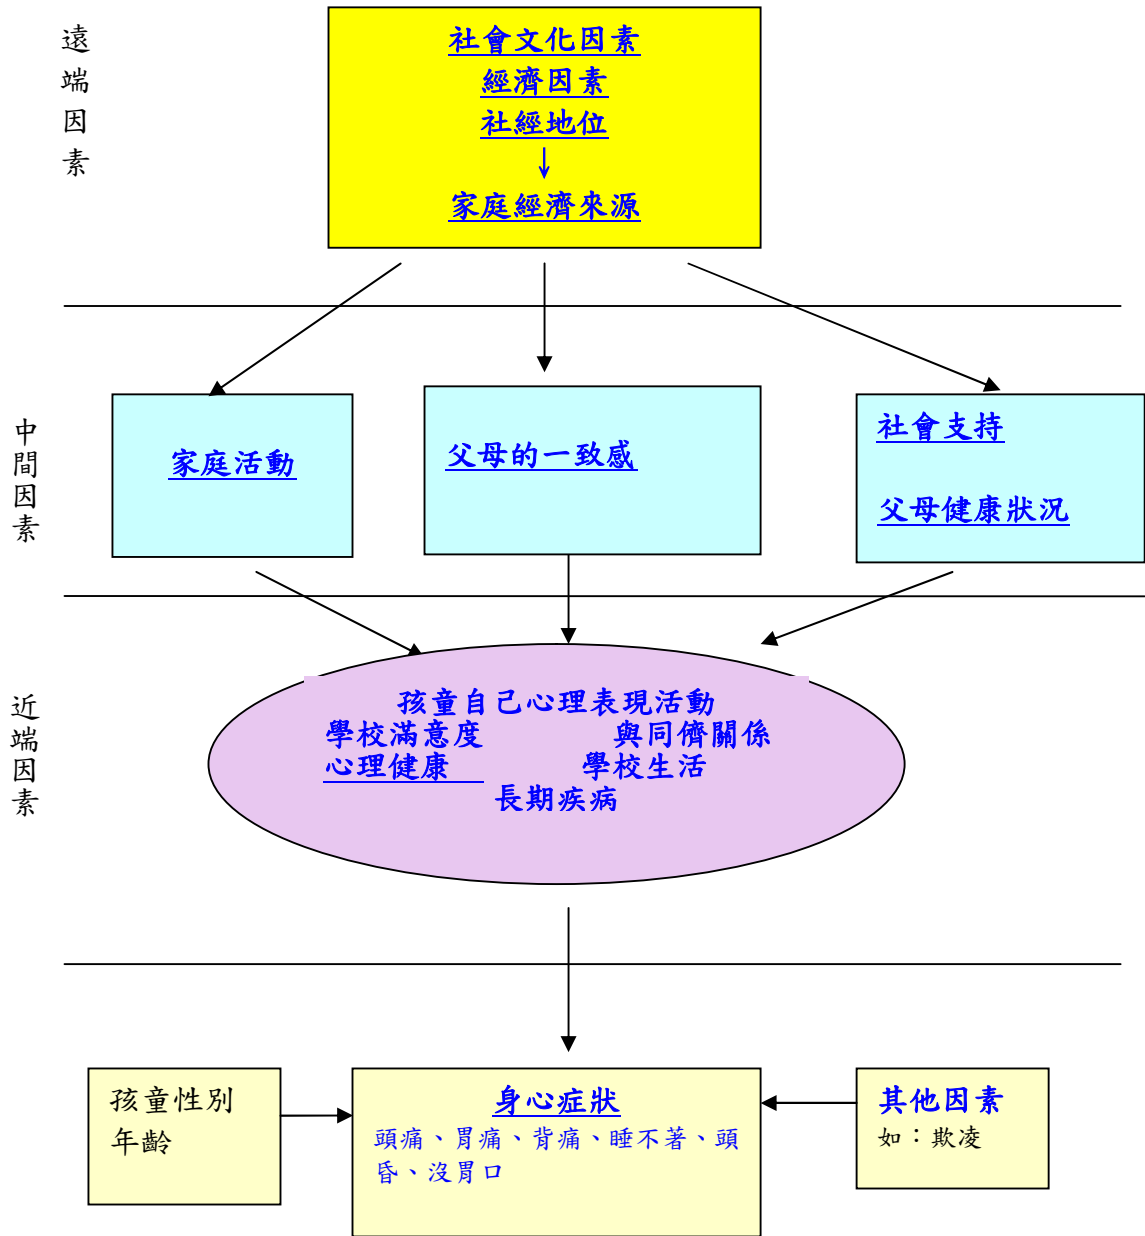 遠端因素
社會文化因素
經濟因素
社經地位
↓
家庭經濟來源
中間因素
家庭活動
父母的一致感
社會支持
父母健康狀況
近端因素
孩童自己心理表現活動
學校滿意度 與同儕關係
心理健康 學校生活
長期疾病
孩童性別
年齡
身心症狀
頭痛、胃痛、背痛、睡不著、頭
昏、沒胃口
其他因素
如：欺凌